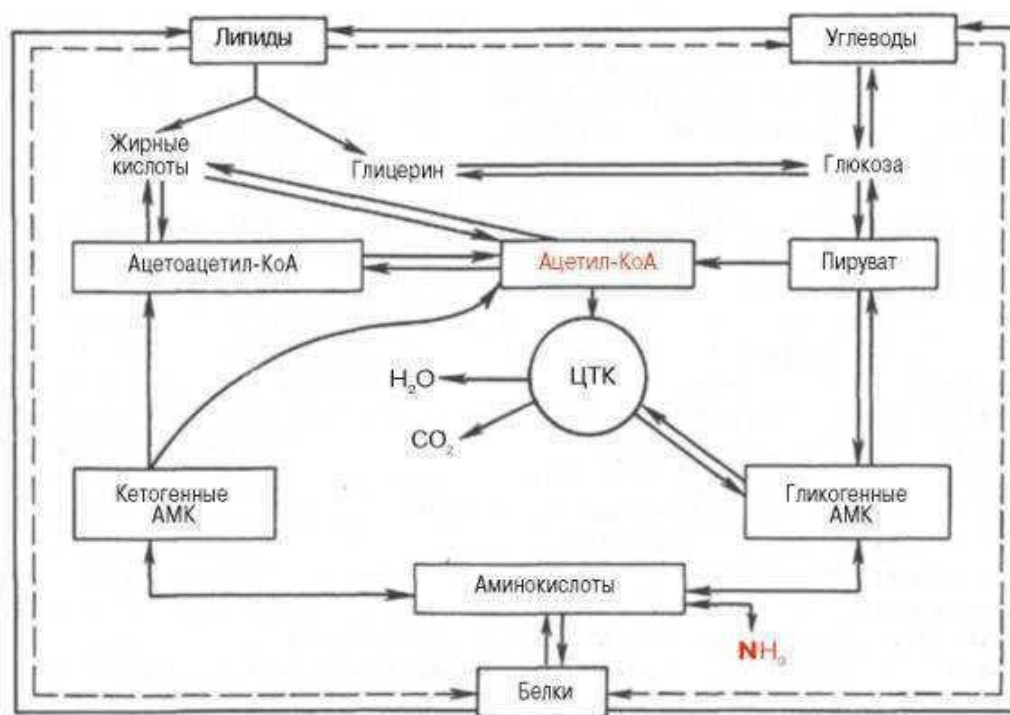 Липиды
Углеводы
Жирные
кислоты
Глицерин
Глюкоза
Ацетоацетил-КоА
Ацетил-КоА
Пируват
ЦТК
H₂O
CO₂
Кетогенные
АМК
Гликогенные
АМК
Аминокислоты
NH₃
Белки